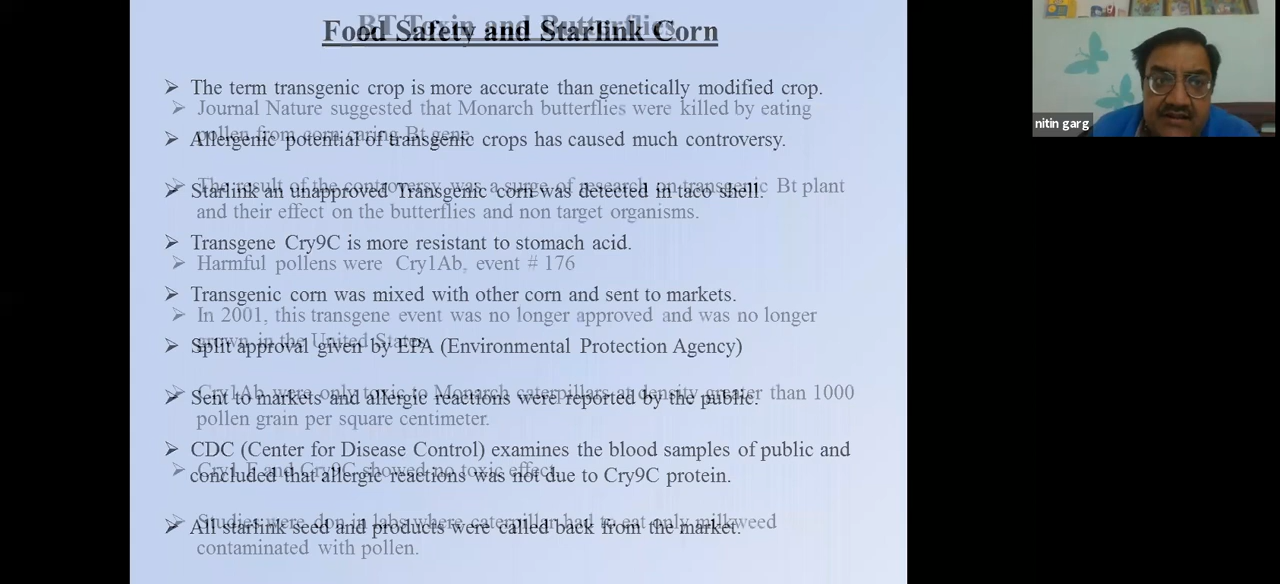 BT Toxin and Butterflies
Food Safety and Starlink Corn
The term transgenic crop is more accurate than genetically modified crop.
Journal Nature suggested that Monarch butterflies were killed by eating
pollen from corn caring Bt gene
Allergenic potential of transgenic crops has caused much controversy.
The result of the controversy was a surge of research on transgenic Bt plant
Starlink an unapproved Transgenic corn was detected in taco shell.
and their effect on the butterflies and non target organisms.
Transgene Cry9C is more resistant to stomach acid.
Harmful pollens were Cry1Ab, event # 176
Transgenic corn was mixed with other corn and sent to markets.
In 2001, this transgene event was no longer approved and was no longer
grown in the United States
Split approval given by EPA (Environmental Protection Agency)
Cry1Ab were only toxic to Monarch caterpillars at density greater than 1000
Sent to markets and allergic reactions were reported by the public.
pollen grain per square centimeter.
CDC (Center for Disease Control) examines the blood samples of public and
Cry1 F and Cry9C showed no toxic effect
concluded that allergic reactions was not due to Cry9C protein.
Studies were don in labs where caterpillar had to eat only milkweed
All starlink seed and products were called back from the market.
contaminated with pollen.
nitin garg